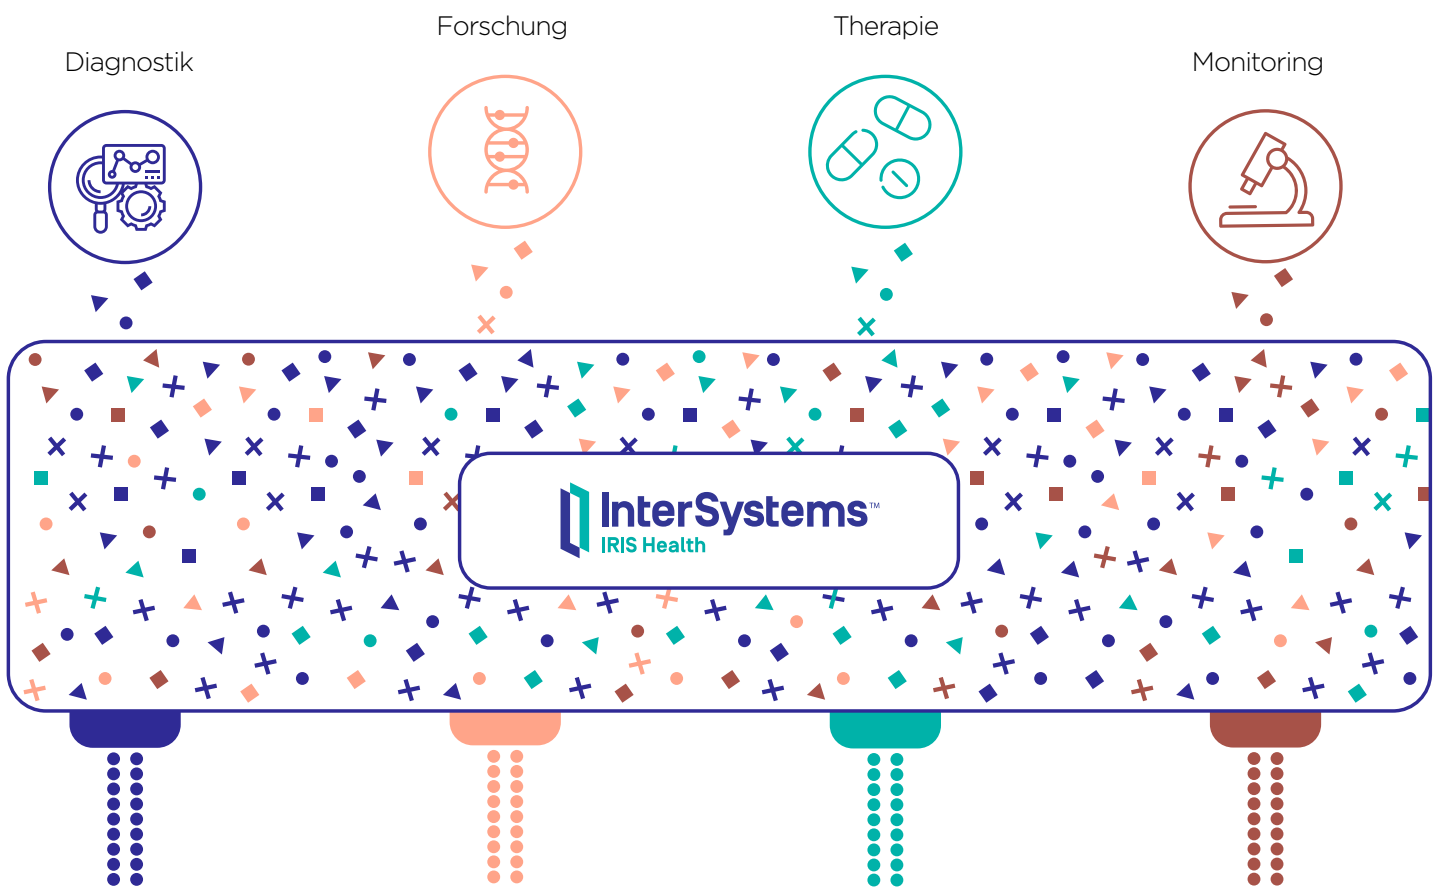 Diagnostik
Forschung
Therapie
Monitoring
InterSystems™
IRIS Health